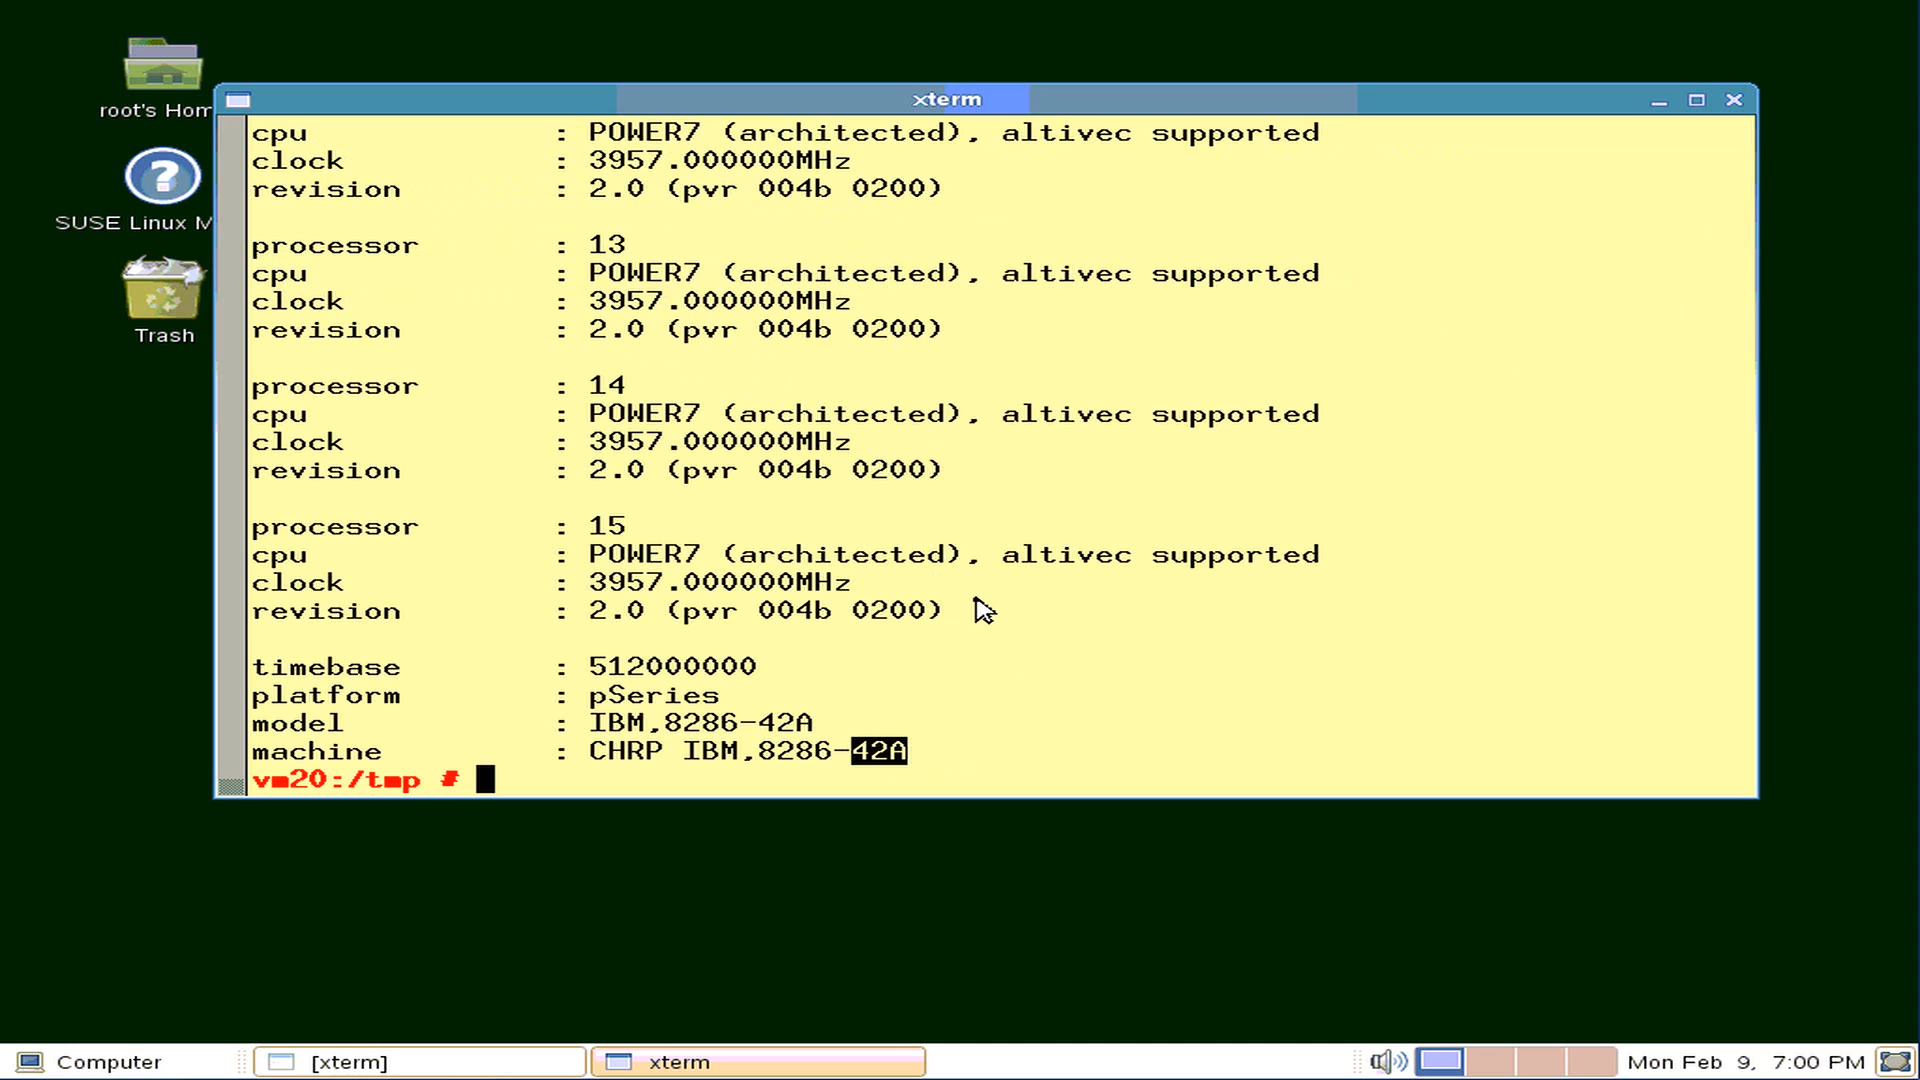 root's Hom
SUSE Linux M
Trash
xterm
cpu : POWER7 (architected), altivec supported
clock : 3957.000000MHz
revision : 2.0 (pvr 004b 0200)
processor : 13
cpu : POWER7 (architected), altivec supported
clock : 3957.000000MHz
revision : 2.0 (pvr 004b 0200)
processor : 14
cpu : POWER7 (architected), altivec supported
clock : 3957.000000MHz
revision : 2.0 (pvr 004b 0200)
processor : 15
cpu : POWER7 (architected), altivec supported
clock : 3957.000000MHz
revision : 2.0 (pvr 004b 0200)
timebase : 512000000
platform : pSeries
model : IBM,8286-42A
machine : CHRP IBM,8286-42A
vm20:/tmp #
Computer
[xterm]
xterm
Mon Feb 9, 7:00 PM